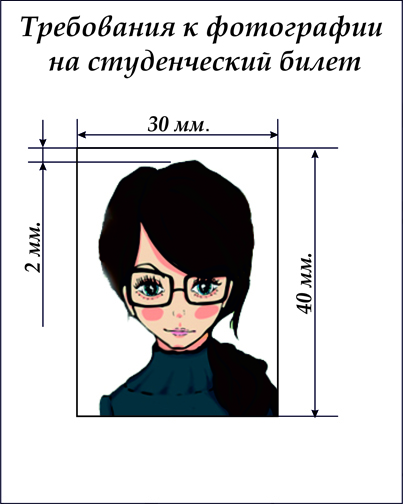 Требования к фотографии
на студенческий билет
30 мм.
2 мм.
40 мм.